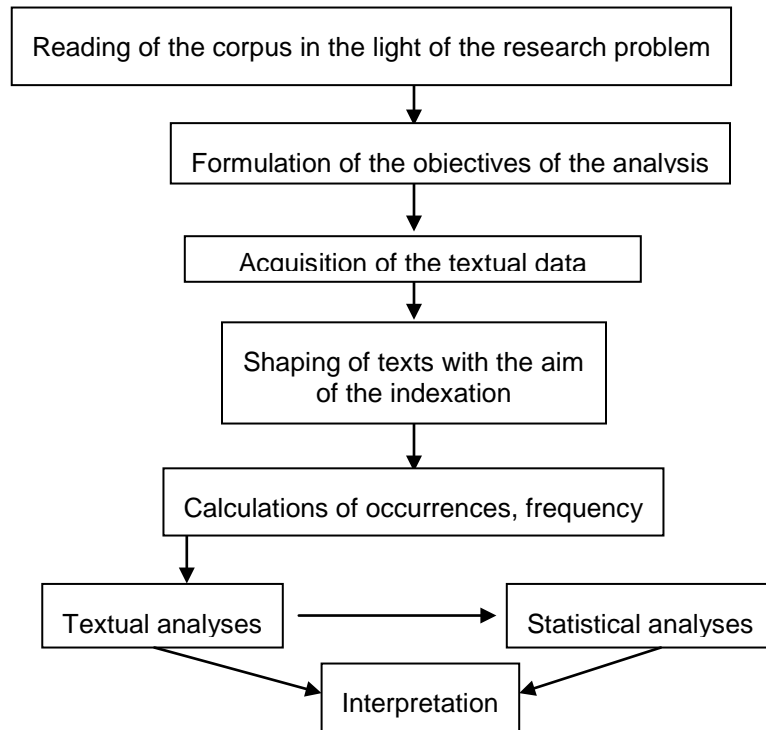 Reading of the corpus in the light of the research problem
Formulation of the objectives of the analysis
Acquisition of the textual data
Shaping of texts with the aim
of the indexation
Calculations of occurrences, frequency
Textual analyses
Statistical analyses
Interpretation